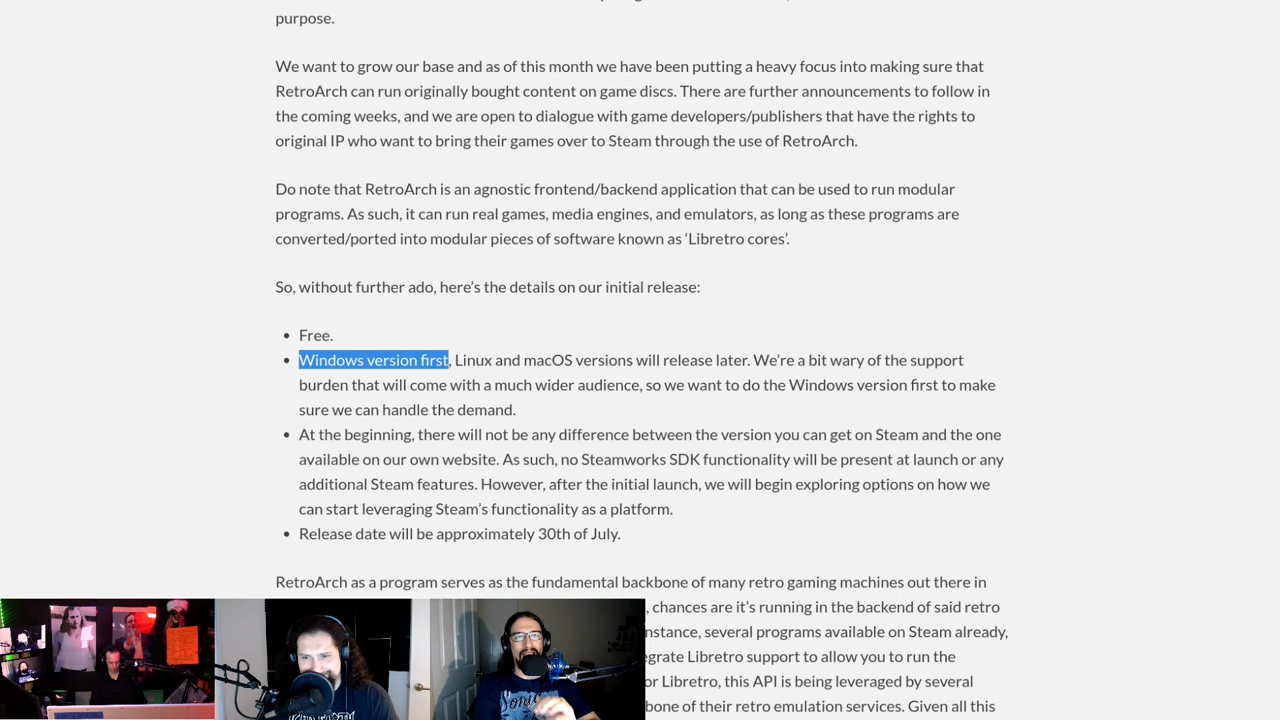 purpose.
We want to grow our base and as of this month we have been putting a heavy focus into making sure that
RetroArch can run originally bought content on game discs. There are further announcements to follow in
the coming weeks, and we are open to dialogue with game developers/publishers that have the rights to
original IP who want to bring their games over to Steam through the use of RetroArch.
Do note that RetroArch is an agnostic frontend/backend application that can be used to run modular
programs. As such, it can run real games, media engines, and emulators, as long as these programs are
converted/ported into modular pieces of software known as ‘Libretro cores’.
So, without further ado, here’s the details on our initial release:
• Free.
• Windows version first, Linux and macOS versions will release later. We’re a bit wary of the support
burden that will come with a much wider audience, so we want to do the Windows version first to make
sure we can handle the demand.
• At the beginning, there will not be any difference between the version you can get on Steam and the one
available on our own website. As such, no Steamworks SDK functionality will be present at launch or any
additional Steam features. However, after the initial launch, we will begin exploring options on how we
can start leveraging Steam’s functionality as a platform.
• Release date will be approximately 30th of July.
RetroArch as a program serves as the fundamental backbone of many retro gaming machines out there in
, chances are it’s running in the backend of said retro
nstance, several programs available on Steam already,
egrate Libretro support to allow you to run the
or Libretro, this API is being leveraged by several
bone of their retro emulation services. Given all this